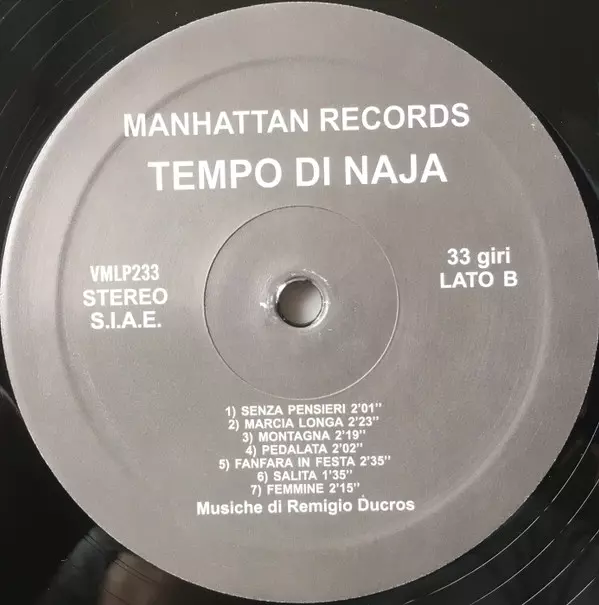 MANHATTAN RECORDS
TEMPO DI NAJA
VMLP233
STEREO
S.I.A.E.
33 giri
LATO B
1) SENZA PENSIERI 2'01"
2) MARCIA LONGA 2'23"
3) MONTAGNA 2'19"
4) PEDALATA 2'02"
5) FANFARA IN FESTA 2'35"
6) SALITA 1'35"
7) FEMMINE 2'15"
Musiche di Remigio Ducros